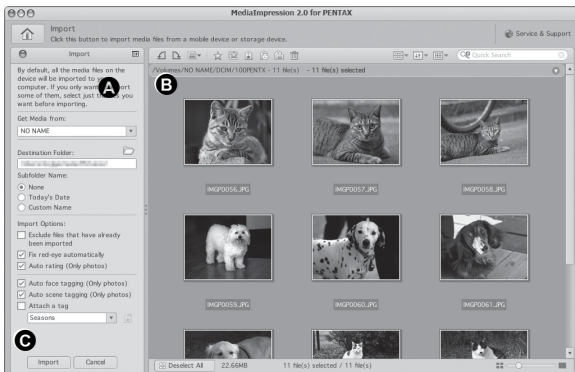 MediaImpression 2.0 for PENTAX
Import
Click this button to import media files from a mobile device or storage device.
Service & Support
Import
Quick Search
By default, all the media files on the
device will be imported to
computer. If you only want
some of them, select just the you
want before importing.
A
/Volumes/NO NAME/DCIM/100PENTX - 11 file(s) - 11 file(s) selected
B
Get Media from:
NO NAME
Destination Folder:
Subfolder Name:
None
Today's Date
Custom Name
IMGP0056.JPG
IMGP0057.JPG
IMGP0058.JPG
Import Options:
Exclude files that have already
been imported
Fix red-eye automatically
Auto rating (Only photos)
Auto face tagging (Only photos)
Auto scene tagging (Only photos)
Attach a tag
Seasons
IMGP0059.JPG
IMGP0060.JPG
IMGP0061.JPG
C
Import
Cancel
Deselect All
22.66MB
11 file(s) selected / 11 file(s)